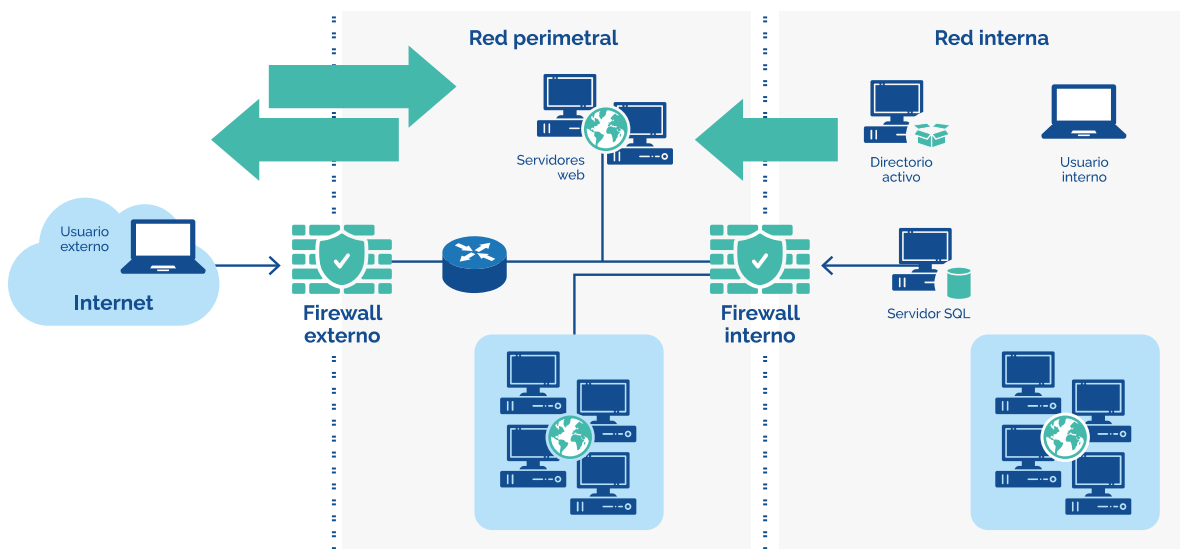 Red perimetral
Red interna
Servidores
web
Directorio
activo
Usuario
interno
Usuario
externo
Internet
Firewall
externo
Firewall
interno
Servidor SQL